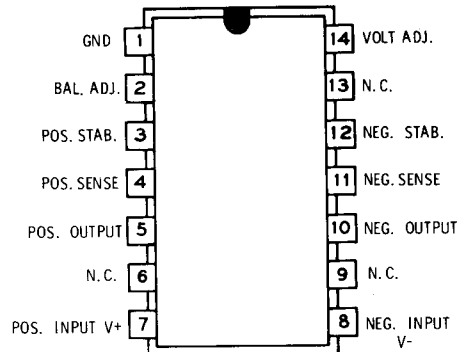 GND 1 14 VOLT ADJ.
BAL. ADJ. 2 13 N.C.
POS. STAB. 3 12 NEG. STAB.
POS. SENSE 4 11 NEG. SENSE
POS. OUTPUT 5 10 NEG. OUTPUT
N.C. 6 9 N.C.
POS. INPUT V+ 7 8 NEG. INPUT
V-